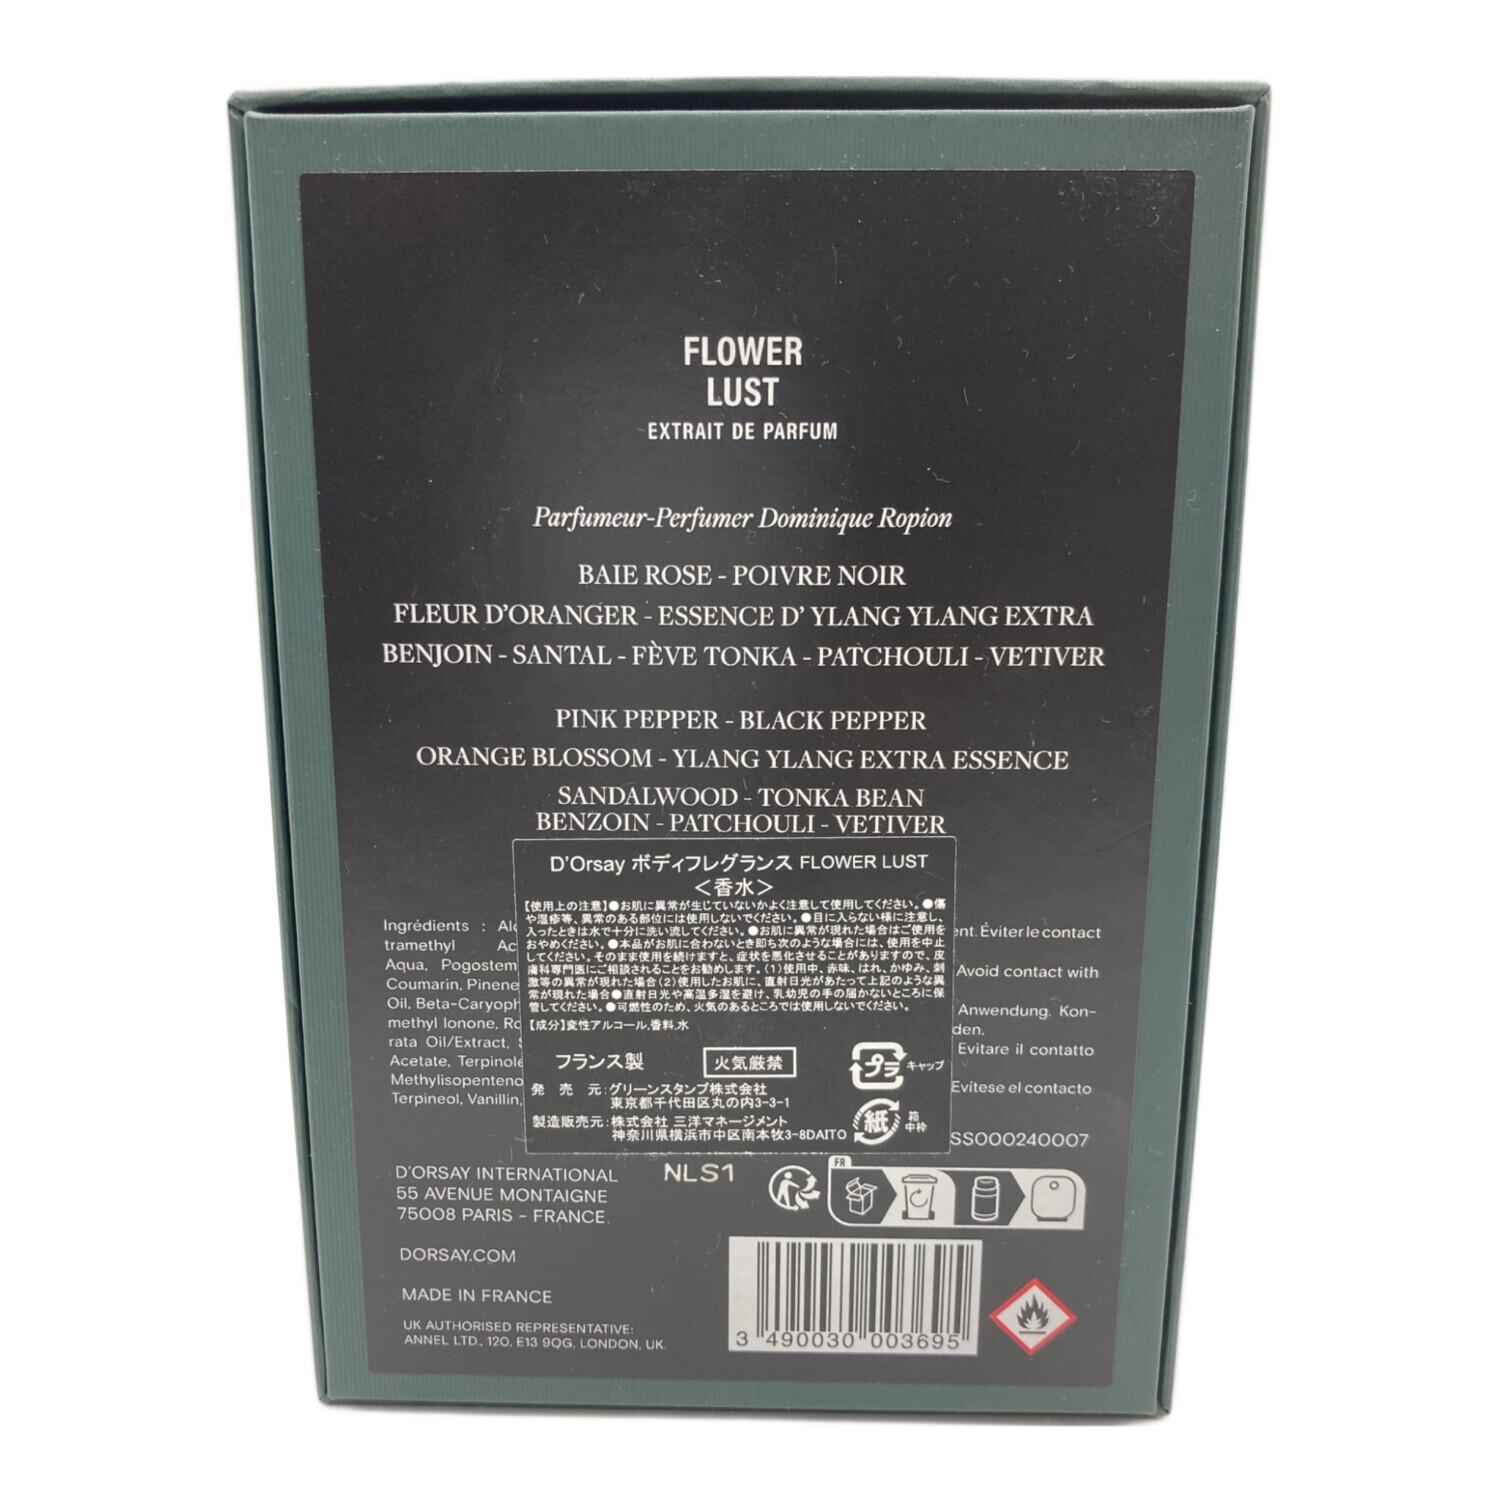 FLOWER
LUST
EXTRAIT DE PARFUM
Parfumeur-Perfumer Dominique Ropion
BAIE ROSE - POIVRE NOIR
FLEUR D'ORANGER - ESSENCE D' YLANG YLANG EXTRA
BENJOIN - SANTAL - FÈVE TONKA - PATCHOULI - VETIVER
PINK PEPPER - BLACK PEPPER
ORANGE BLOSSOM - YLANG YLANG EXTRA ESSENCE
SANDALWOOD - TONKA BEAN
BENZOIN - PATCHOULI - VETIVER
D'Orsay ボディフレグランス FLOWER LUST
＜香水＞
【使用上の注意】●お肌に異常が生じていないかよく注意して使用してください。●傷
や湿疹等、異常のある部位には使用しないでください。●目に入らない様に注意し、
入ったときは水で十分に洗い流してください。●お肌に異常が現れた場合はご使用を
おやめください。●本品がお肌に合わないとき即ち次のような場合には、使用を中止
してください。そのまま使用を続けますと、症状を悪化させることがありますので、皮
膚科専門医にご相談されることをお勧めします。(1)使用中、赤味、はれ、かゆみ、刺
激等の異常が現れた場合(2)使用したお肌に、直射日光があたって上記のような異
常が現れた場合●直射日光や高温多湿を避け、乳幼児の手の届かないところに保
管してください。●可燃性のため、火気のあるところでは使用しないでください。
【成分】変性アルコール,香料,水
フランス製 火気厳禁 プラ キャップ
発 売 元:グリーンスタンプ株式会社
東京都千代田区丸の内3-3-1
製造販売元:株式会社 三洋マネージメント
神奈川県横浜市中区南本牧3-8DAITO
紙 箱
中枠
Ingrédients :
tramethyl
Aqua,
Coumarin,
Oil,
methyl Ionone,
rata Oil/Extract,
Acetate,
Terpineol, Vanillin,
Éviter le contact
Avoid contact with
Anwendung. Kon-
den.
Evitare il contatto
Evítese el contacto
SS000240007
D'ORSAY INTERNATIONAL
55 AVENUE MONTAIGNE
75008 PARIS - FRANCE.
NLS1
FR
DORSAY.COM
MADE IN FRANCE
UK AUTHORISED REPRESENTATIVE:
ANNEL LTD., 120, E13 9QG, LONDON, UK.
3 490030 003695